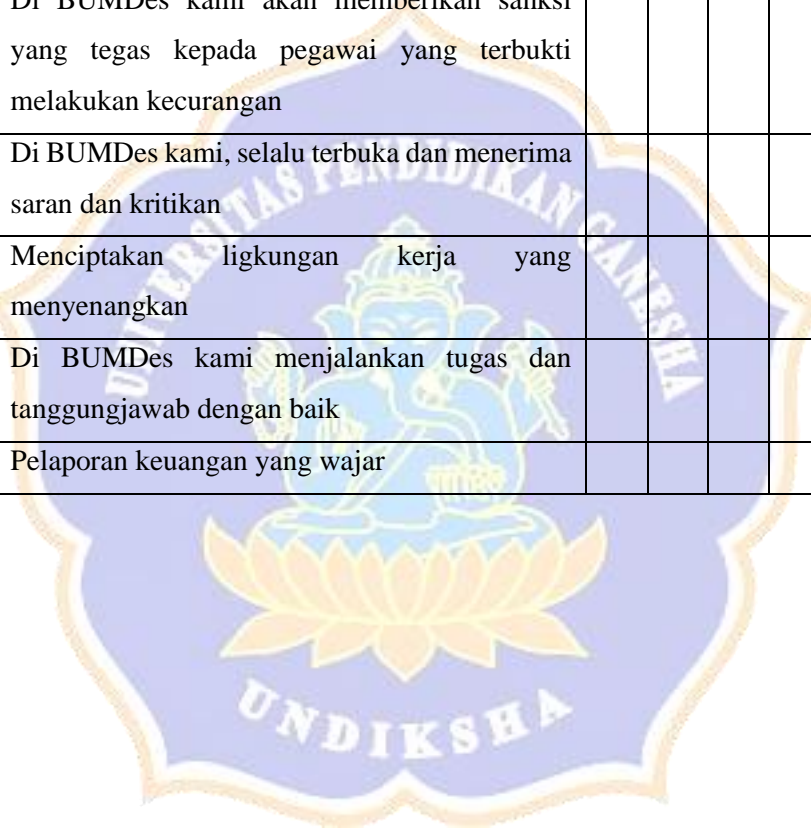 Di BUMDes kami akan memberikan sanksi
yang tegas kepada pegawai yang terbukti
melakukan kecurangan
Di BUMDes kami, selalu terbuka dan menerima
saran dan kritikan
Menciptakan ligkungan kerja yang
menyenangkan
Di BUMDes kami menjalankan tugas dan
tanggungjawab dengan baik
Pelaporan keuangan yang wajar
UNIVERSITAS PENDIDIKAN GANESHA
UNDIKSHA